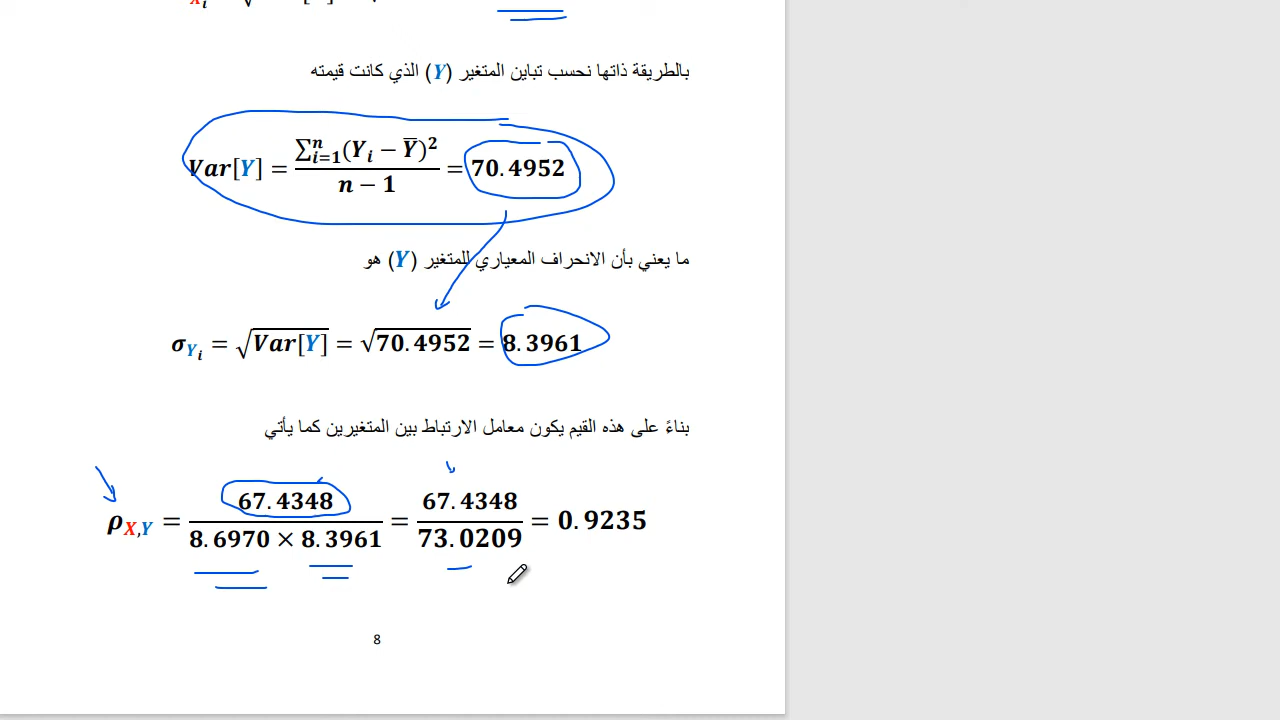 بالطريقة ذاتها نحسب تباين المتغير (Y) الذي كانت قيمته
Var[Y] = ∑ⁿᵢ₌₁(Yᵢ − Ȳ)² / n − 1 = 70.4952
ما يعني بأن الانحراف المعياري للمتغير (Y) هو
σ_Yᵢ = √Var[Y] = √70.4952 = 8.3961
بناءً على هذه القيم يكون معامل الارتباط بين المتغيرين كما يأتي
ρ_X,Y = 67.4348 / 8.6970 × 8.3961 = 67.4348 / 73.0209 = 0.9235
8